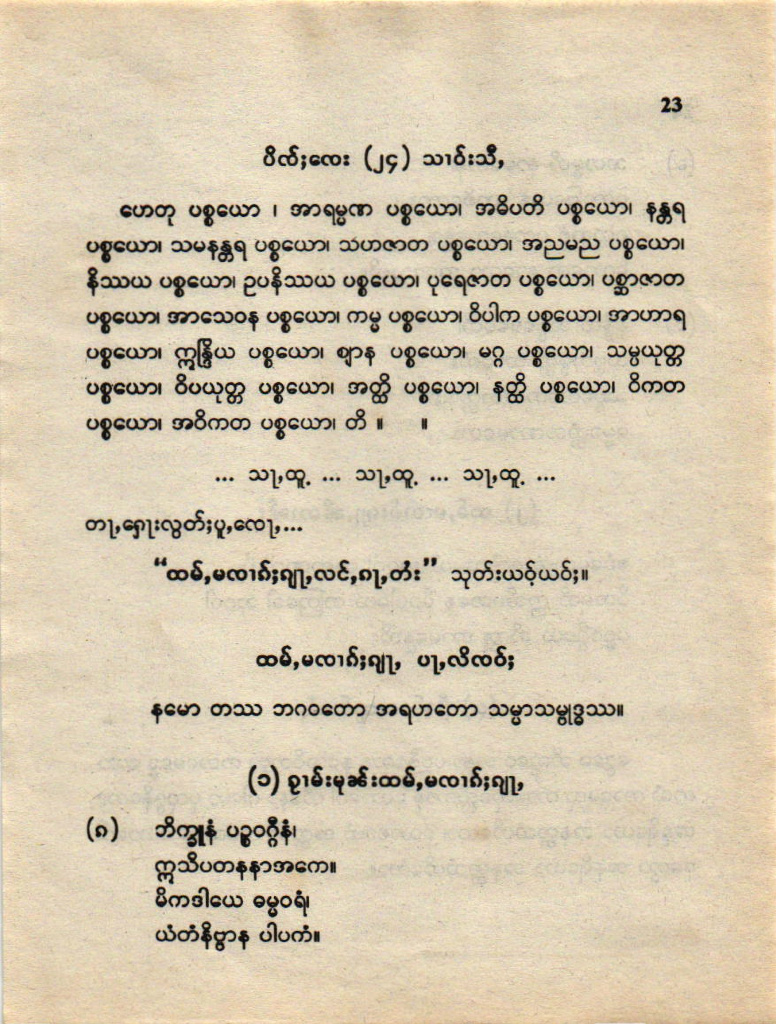 23
ပိၸ်ႈၸေး (၂၄) သၢဝ်းသီႇ
ဟေတု ပစ္စယော ၊ အာရမ္မဏ ပစ္စယော၊ အဓိပတိ ပစ္စယော၊ နန္တရ
ပစ္စယော၊ သမနန္တရ ပစ္စယော၊ သဟဇာတ ပစ္စယော၊ အညမည ပစ္စယော၊
နိဿယ ပစ္စယော၊ ဥပနိဿယ ပစ္စယော၊ ပုရေဇာတ ပစ္စယော၊ ပစ္ဆာဇာတ
ပစ္စယော၊ အာသေဝန ပစ္စယော၊ ကမ္မ ပစ္စယော၊ ဝိပါက ပစ္စယော၊ အာဟာရ
ပစ္စယော၊ ဣန္ဒြိယ ပစ္စယော၊ ဈာန ပစ္စယော၊ မဂ္ဂ ပစ္စယော၊ သမ္ပယုတ္တ
ပစ္စယော၊ ဝိပယုတ္တ ပစ္စယော၊ အတ္ထိ ပစ္စယော၊ နတ္ထိ ပစ္စယော၊ ဝိကတ
ပစ္စယော၊ အဝိကတ ပစ္စယော၊ တိ ။ ။
... သႃႇထူႉ ... သႃႇထူႉ ... သႃႇထူႉ ...
တႃႇႁေႃးလွတ်ႈပူႇၸေႃႇ...
“ထမ်ႇမၸၢၵ်ႈၵျႃႇလင်ႇၵႃႇတႆး” သုတ်းယဝ့်ယဝ်ႈ။
ထမ်ႇမၸၢၵ်ႈၵျႃႇ ပႃႇလိၸဝ်ႈ
နမော တဿ ဘဂဝတော အရဟတော သမ္မာသမ္ဗုဒ္ဓဿ။
(၁) ၶၢမ်းမုၼ်းထမ်ႇမၸၢၵ်ႈၵျႃႇ
(၈) ဘိက္ခူနံ ပဉ္စဝဂ္ဂီနံ၊
ဣသိပတနနာအကေ။
မိကဒါယေ ဓမ္မဝရံ၊
ယံတံနိဗ္ဗာန ပါပကံ။